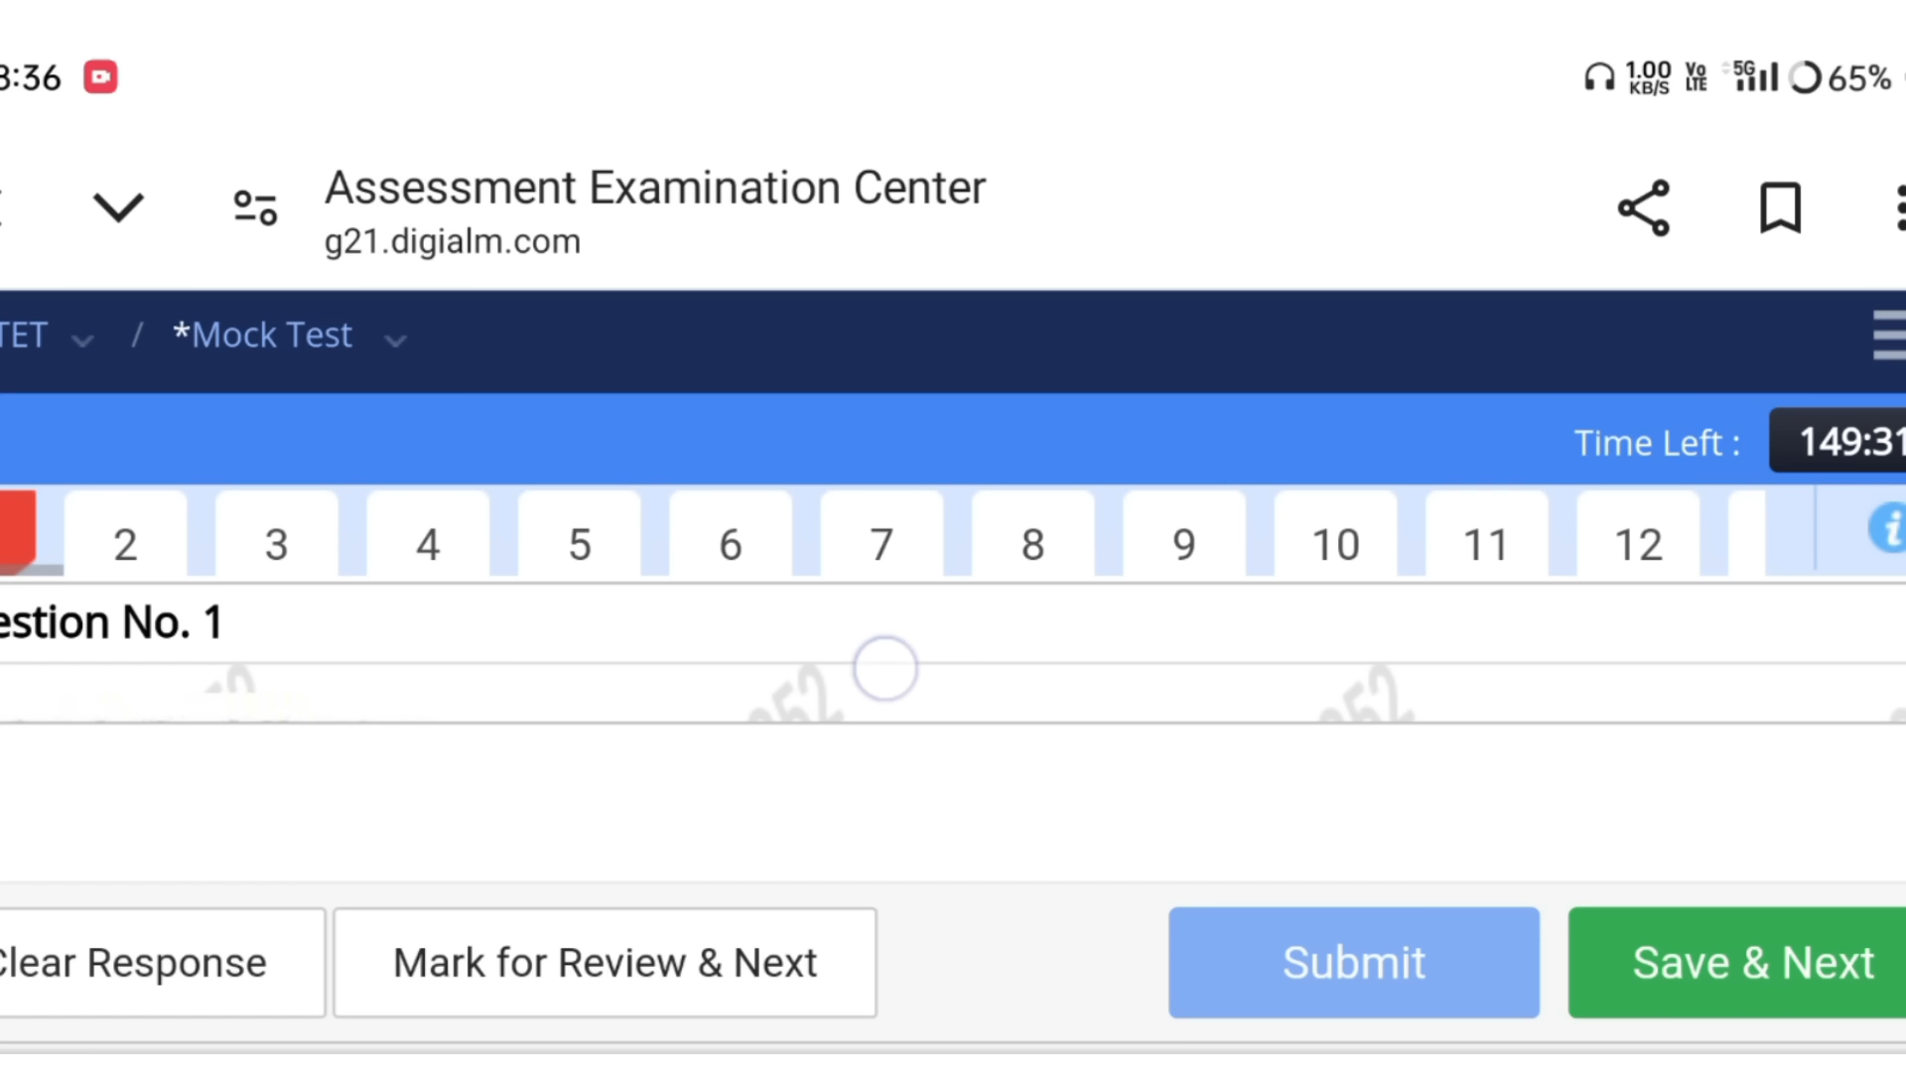 3:36 1.00 KB/S Vo LTE 5G 65%
Assessment Examination Center
g21.digialm.com
TET / *Mock Test
Time Left : 149:31
2 3 4 5 6 7 8 9 10 11 12 i
estion No. 1
252 252
Clear Response Mark for Review & Next Submit Save & Next